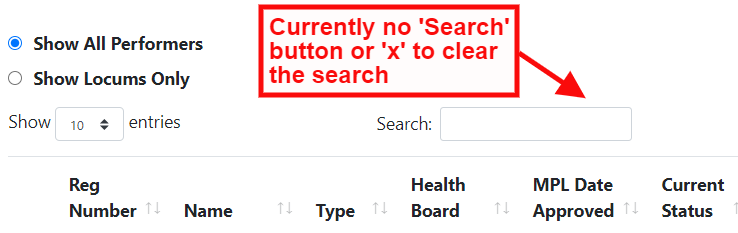 Currently no 'Search'
button or 'x' to clear
the search
Show All Performers
Show Locums Only
Show 10 entries
Search:
Reg Number
Name
Type
Health Board
MPL Date Approved
Current Status